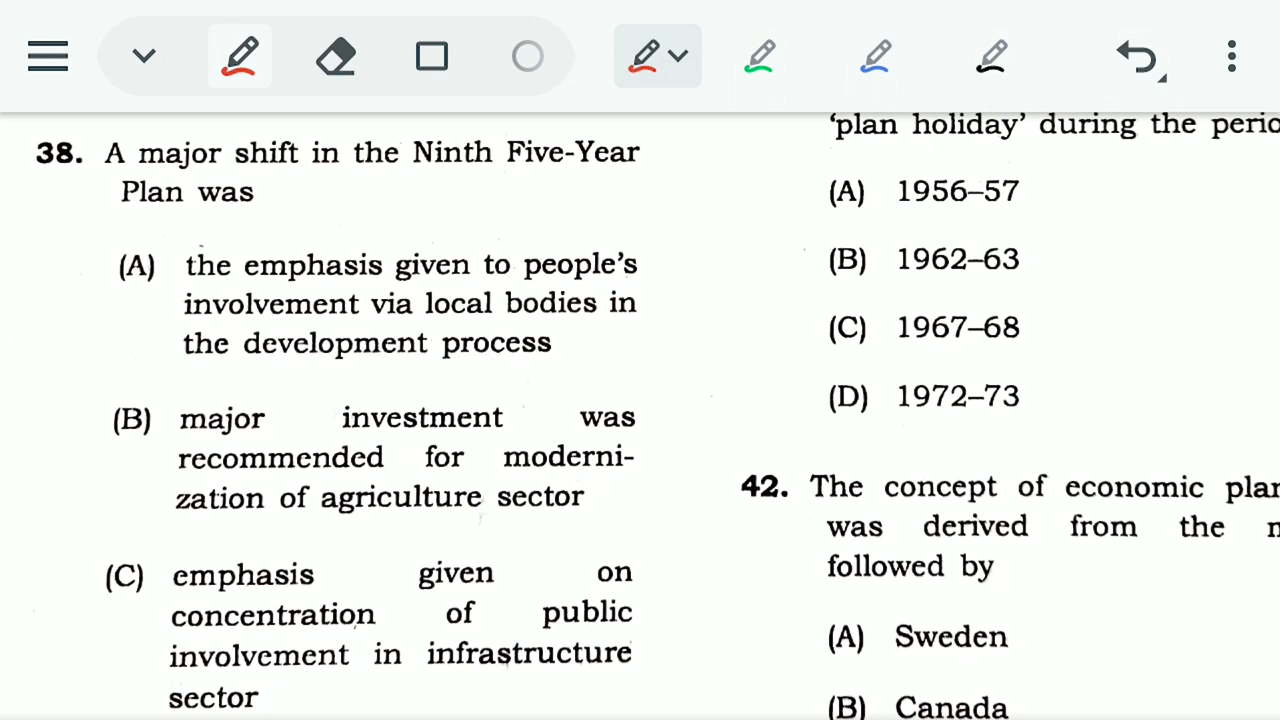 38. A major shift in the Ninth Five-Year
Plan was
(A) the emphasis given to people's
involvement via local bodies in
the development process
(B) major investment was
recommended for moderni-
zation of agriculture sector
(C) emphasis given on
concentration of public
involvement in infrastructure
sector
'plan holiday' during the
(A) 1956–57
(B) 1962–63
(C) 1967–68
(D) 1972–73
42. The concept of economic
was derived from the
followed by
(A) Sweden
(B) Canada